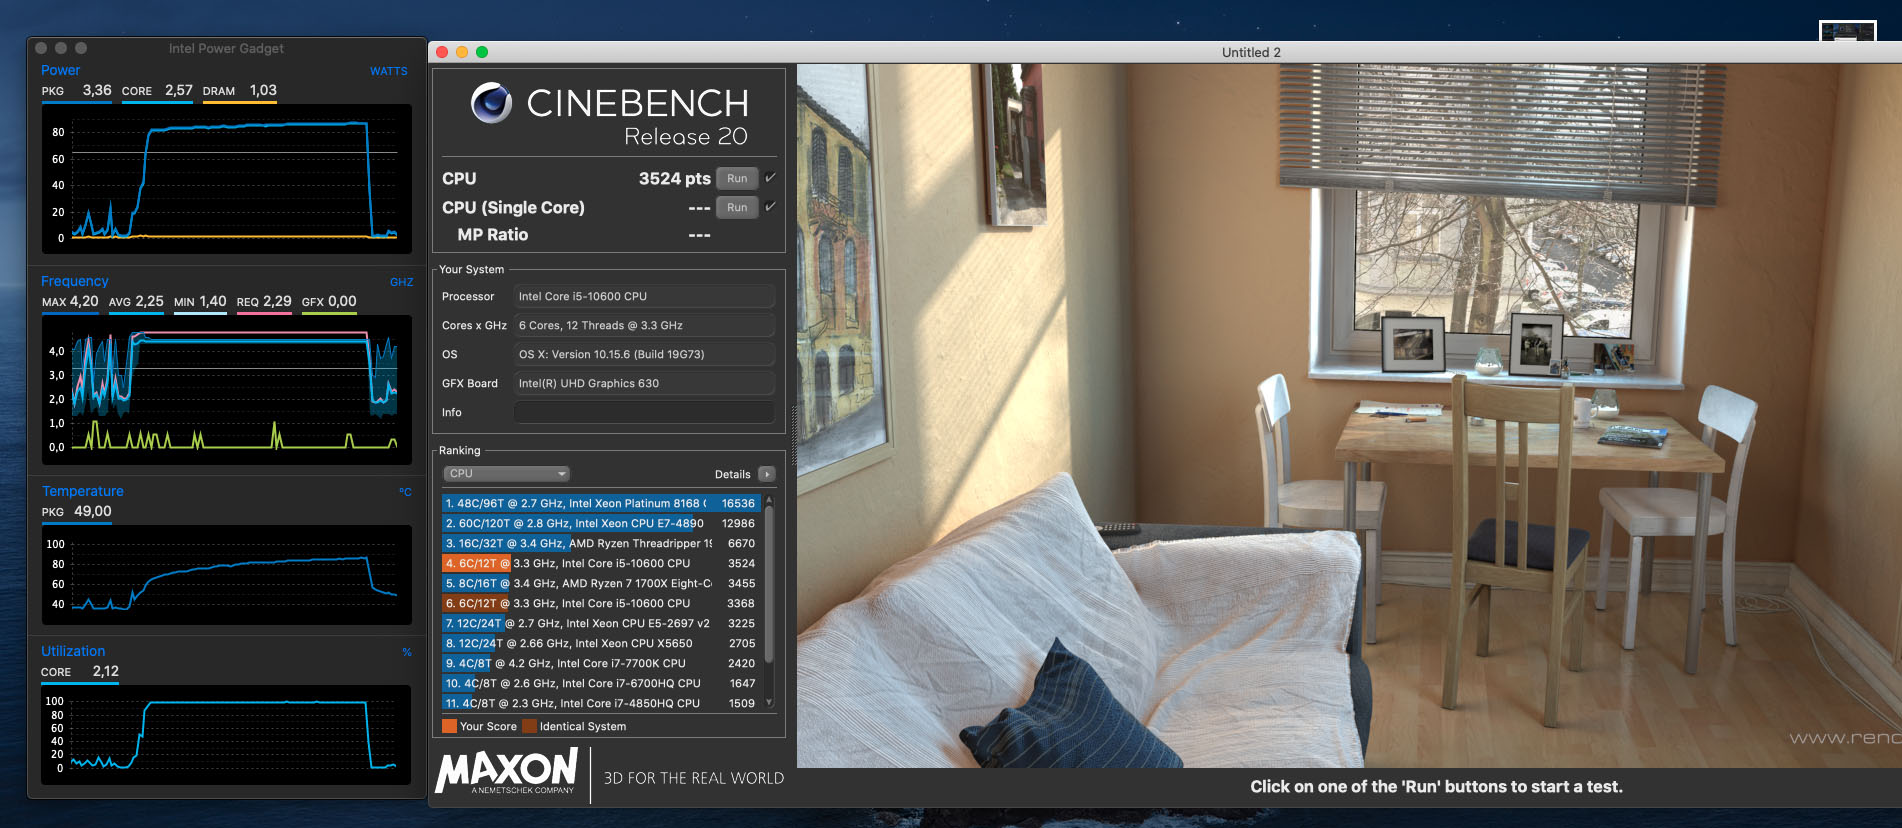 Intel Power Gadget
Power WATTS
PKG 3,36 CORE 2,57 DRAM 1,03
80
60
40
20
0
Frequency GHZ
MAX 4,20 AVG 2,25 MIN 1,40 REQ 2,29 GFX 0,00
4,0
3,0
2,0
1,0
0,0
Temperature °C
PKG 49,00
100
80
60
40
Utilization %
CORE 2,12
100
80
60
40
20
0
Untitled 2
CINEBENCH
Release 20
CPU 3524 pts Run
CPU (Single Core) --- Run
MP Ratio ---
Your System
Processor Intel Core i5-10600 CPU
Cores x GHz 6 Cores, 12 Threads @ 3.3 GHz
OS OS X: Version 10.15.6 (Build 19G73)
GFX Board Intel(R) UHD Graphics 630
Info
Ranking
CPU Details
1. 48C/96T @ 2.7 GHz, Intel Xeon Platinum 8168 C 16536
2. 60C/120T @ 2.8 GHz, Intel Xeon CPU E7-4890 12986
3. 16C/32T @ 3.4 GHz, AMD Ryzen Threadripper 19 6670
4. 6C/12T @ 3.3 GHz, Intel Core i5-10600 CPU 3524
5. 8C/16T @ 3.4 GHz, AMD Ryzen 7 1700X Eight-Co 3455
6. 6C/12T @ 3.3 GHz, Intel Core i5-10600 CPU 3368
7. 12C/24T @ 2.7 GHz, Intel Xeon CPU E5-2697 v2 3225
8. 12C/24T @ 2.66 GHz, Intel Xeon CPU X5650 2705
9. 4C/8T @ 4.2 GHz, Intel Core i7-7700K CPU 2420
10. 4C/8T @ 2.6 GHz, Intel Core i7-6700HQ CPU 1647
11. 4C/8T @ 2.3 GHz, Intel Core i7-4850HQ CPU 1509
Your Score Identical System
MAXON
A NEMETSCHEK COMPANY
3D FOR THE REAL WORLD
www.renc
Click on one of the 'Run' buttons to start a test.